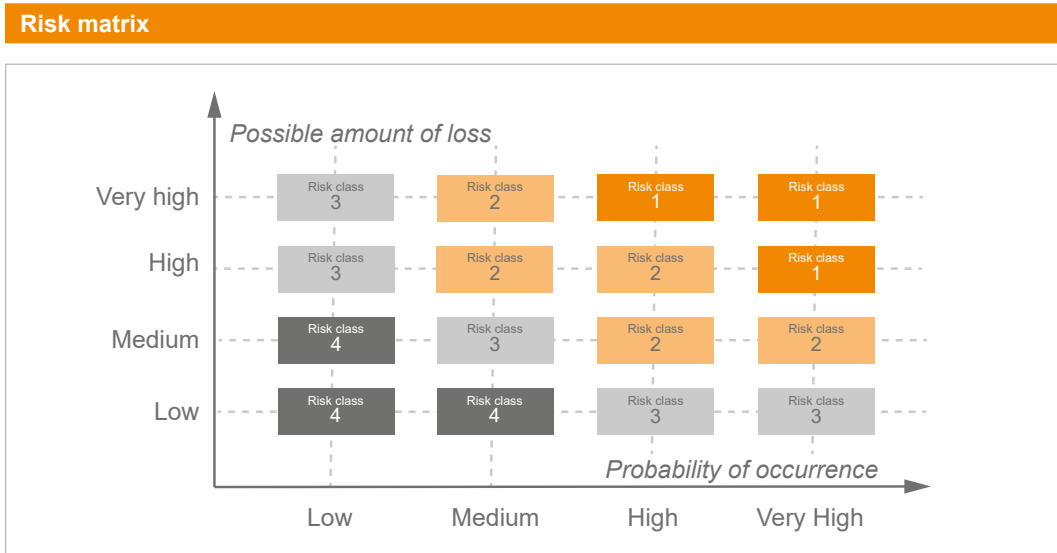 Risk matrix
Possible amount of loss
Very high
Risk class
3
Risk class
2
Risk class
1
Risk class
1
High
Risk class
3
Risk class
2
Risk class
2
Risk class
1
Medium
Risk class
4
Risk class
3
Risk class
2
Risk class
2
Low
Risk class
4
Risk class
4
Risk class
3
Risk class
3
Probability of occurrence
Low
Medium
High
Very High